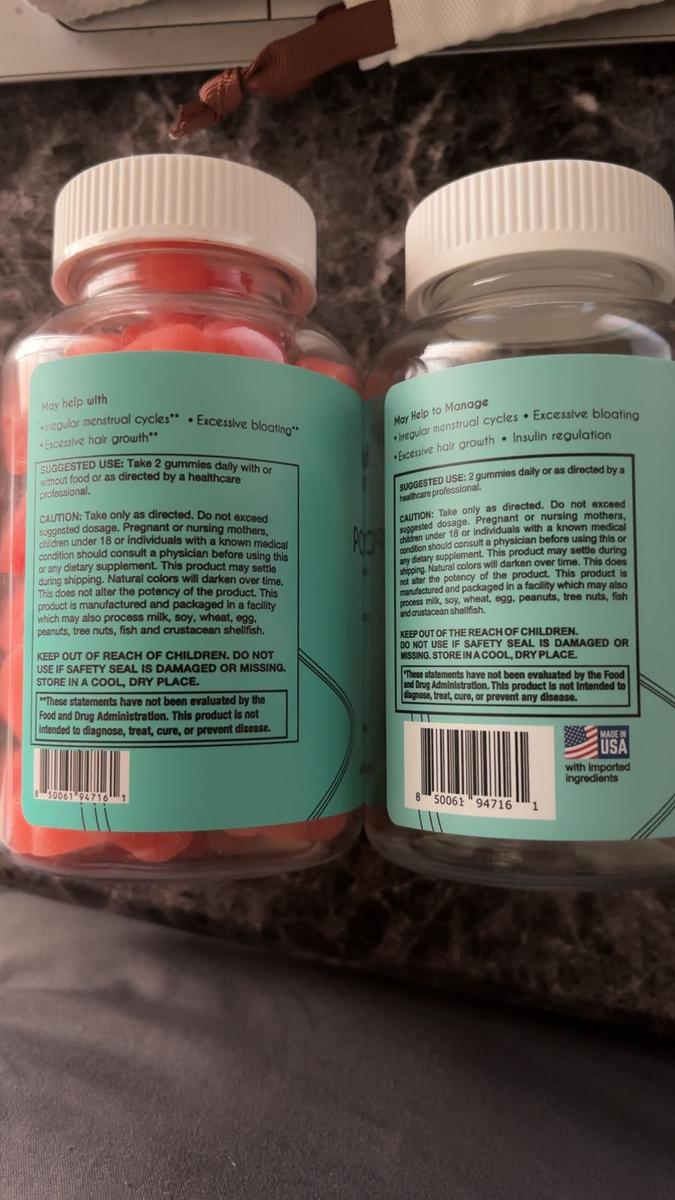 May help with
•Irregular menstrual cycles** • Excessive bloating**
•Excessive hair growth**
SUGGESTED USE: Take 2 gummies daily with or
without food or as directed by a healthcare
professional.
CAUTION: Take only as directed. Do not exceed
suggested dosage. Pregnant or nursing mothers,
children under 18 or individuals with a known medical
condition should consult a physician before using this
or any dietary supplement. This product may settle
during shipping. Natural colors will darken over time.
This does not alter the potency of the product. This
product is manufactured and packaged in a facility
which may also process milk, soy, wheat, egg,
peanuts, tree nuts, fish and crustacean shellfish.
KEEP OUT OF REACH OF CHILDREN. DO NOT
USE IF SAFETY SEAL IS DAMAGED OR MISSING.
STORE IN A COOL, DRY PLACE.
**These statements have not been evaluated by the
Food and Drug Administration. This product is not
intended to diagnose, treat, cure, or prevent disease.
8 50061 94716 1
May Help to Manage
• Irregular menstrual cycles • Excessive bloating
• Excessive hair growth • Insulin regulation
SUGGESTED USE: 2 gummies daily or as directed by a
healthcare professional.
CAUTION: Take only as directed. Do not exceed
suggested dosage. Pregnant or nursing mothers,
children under 18 or individuals with a known medical
condition should consult a physician before using this or
any dietary supplement. This product may settle during
shipping. Natural colors will darken over time. This does
not alter the potency of the product. This product is
manufactured and packaged in a facility which may also
process milk, soy, wheat, egg, peanuts, tree nuts, fish
and crustacean shellfish.
KEEP OUT OF THE REACH OF CHILDREN.
DO NOT USE IF SAFETY SEAL IS DAMAGED OR
MISSING. STORE IN A COOL, DRY PLACE.
*These statements have not been evaluated by the Food
and Drug Administration. This product is not intended to
diagnose, treat, cure, or prevent any disease.
8 50061 94716 1
MADE IN
USA
with imported
ingredients